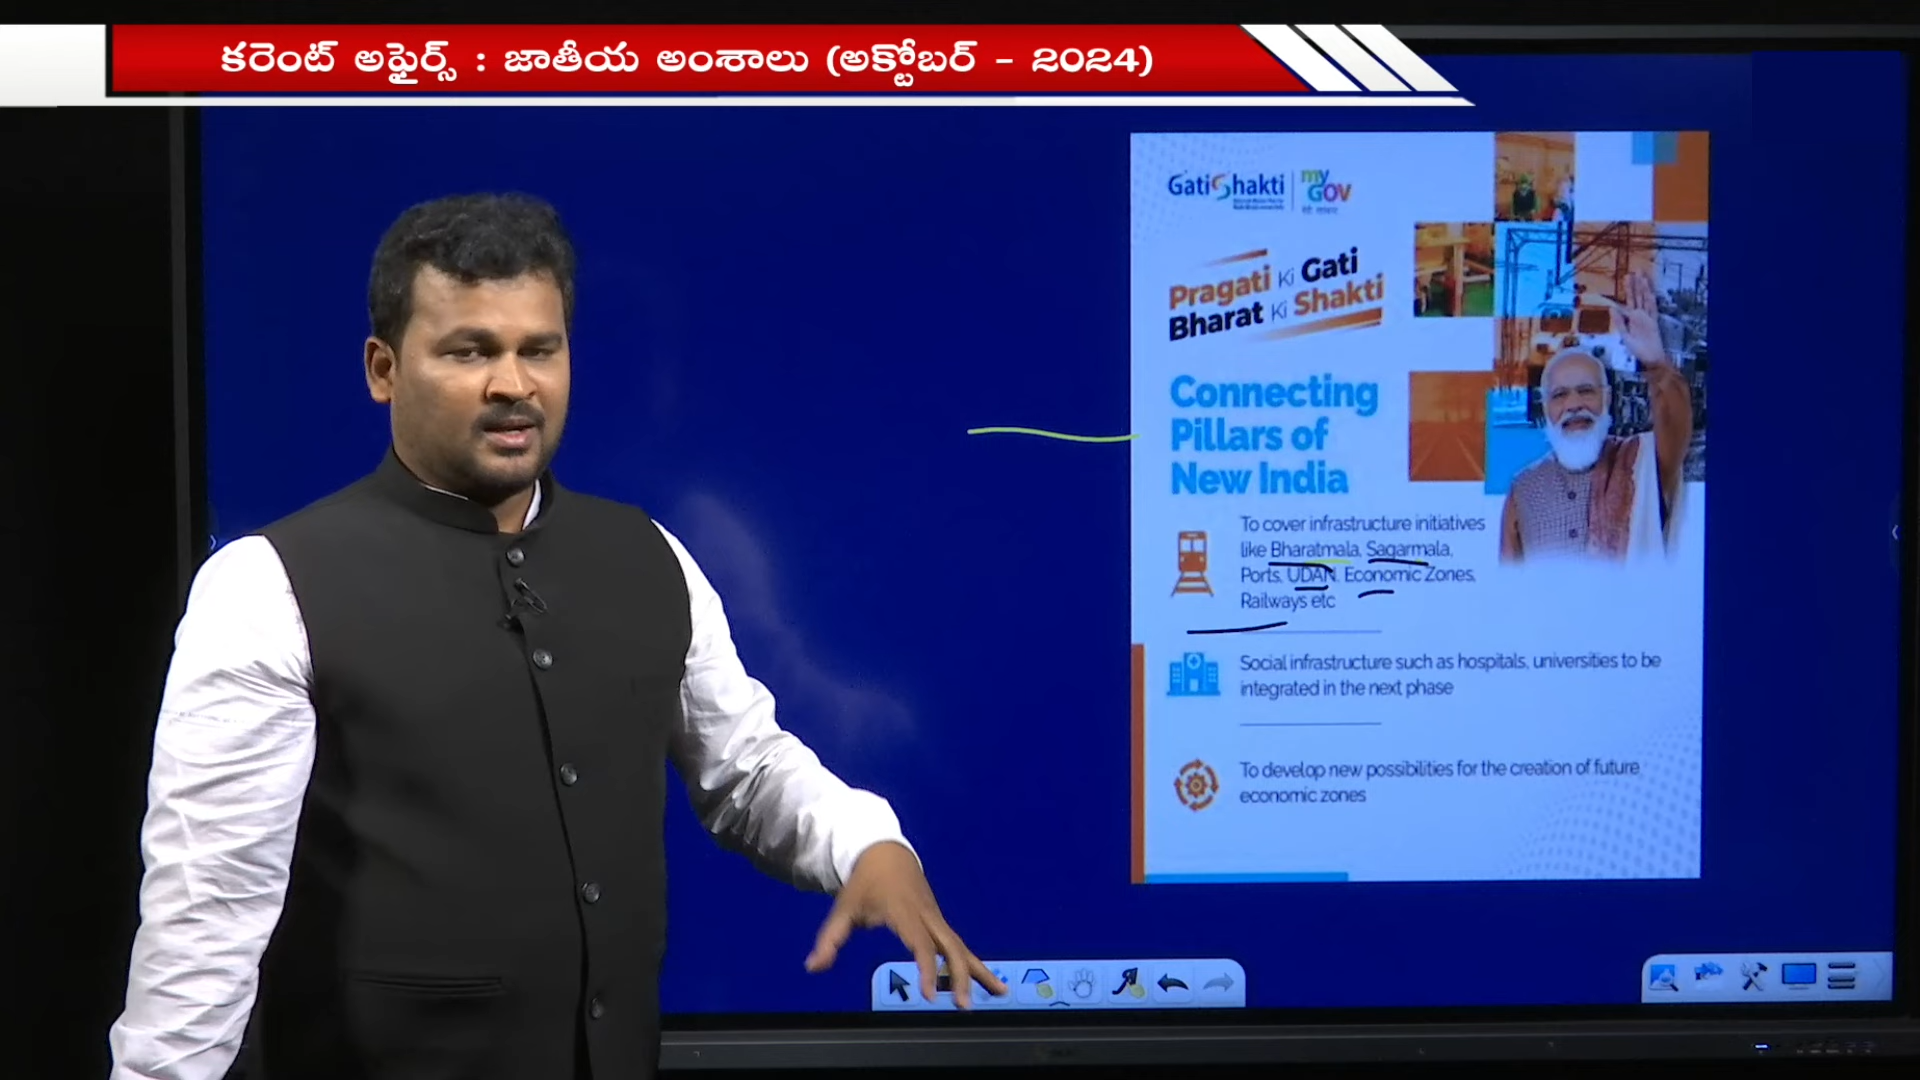 కరెంట్ అఫైర్స్ : జాతీయ అంశాలు (అక్టోబర్ - 2024)
GatiShakti
my
GOV
Pragati Ki Gati
Bharat Ki Shakti
Connecting
Pillars of
New India
To cover infrastructure initiatives
like Bharatmala, Sagarmala,
Ports, UDAN, Economic Zones,
Railways etc
Social infrastructure such as hospitals, universities to be
integrated in the next phase
To develop new possibilities for the creation of future
economic zones